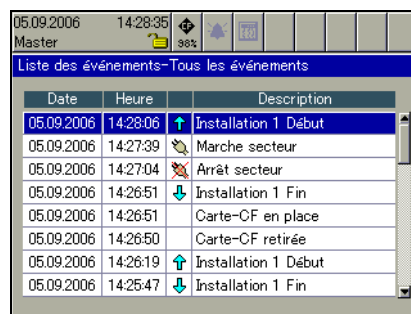 05.09.2006 14:28:35
Master 98%
Liste des événements-Tous les événements
Date Heure Description
05.09.2006 14:28:06 Installation 1 Début
05.09.2006 14:27:39 Marche secteur
05.09.2006 14:27:04 Arrêt secteur
05.09.2006 14:26:51 Installation 1 Fin
05.09.2006 14:26:51 Carte-CF en place
05.09.2006 14:26:50 Carte-CF retirée
05.09.2006 14:26:19 Installation 1 Début
05.09.2006 14:25:47 Installation 1 Fin